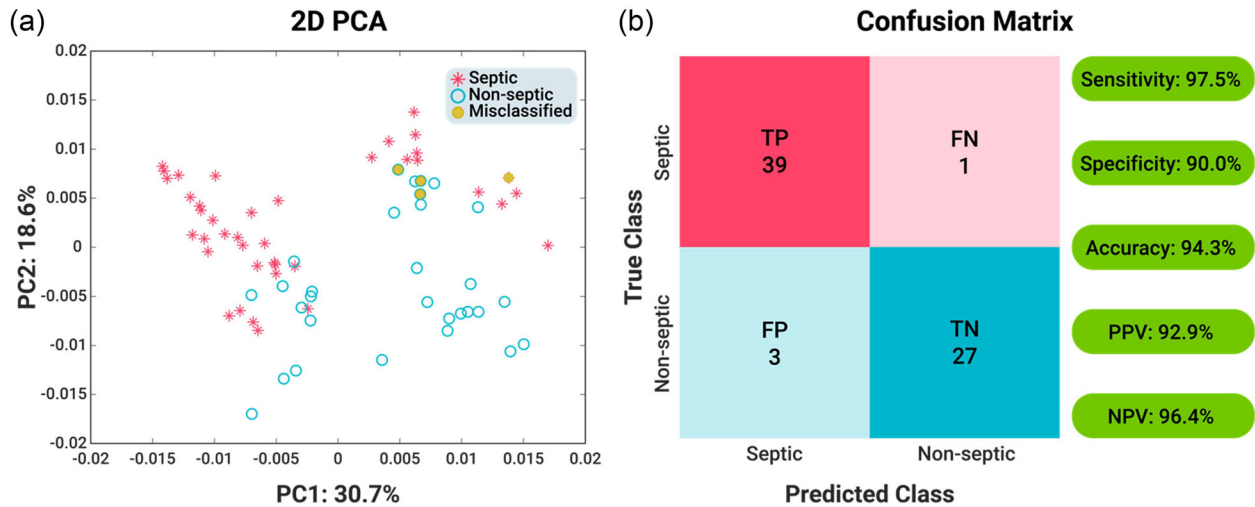 (a)
2D PCA
0.02
0.015
0.01
0.005
0
-0.005
-0.01
-0.015
-0.02
PC2: 18.6%
Septic
Non-septic
Misclassified
-0.02 -0.015 -0.01 -0.005 0 0.005 0.01 0.015 0.02
PC1: 30.7%
(b)
Confusion Matrix
True Class
Septic
Non-septic
TP
39
FN
1
FP
3
TN
27
Septic Non-septic
Predicted Class
Sensitivity: 97.5%
Specificity: 90.0%
Accuracy: 94.3%
PPV: 92.9%
NPV: 96.4%